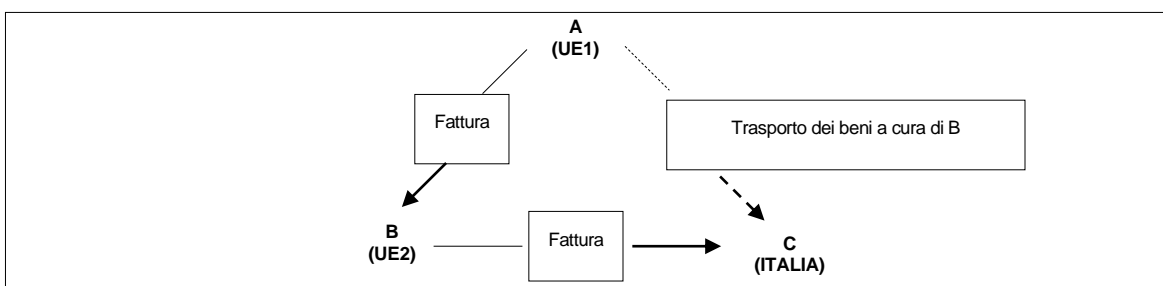 A
(UE1)
Fattura
Trasporto dei beni a cura di B
B
(UE2)
Fattura
C
(ITALIA)